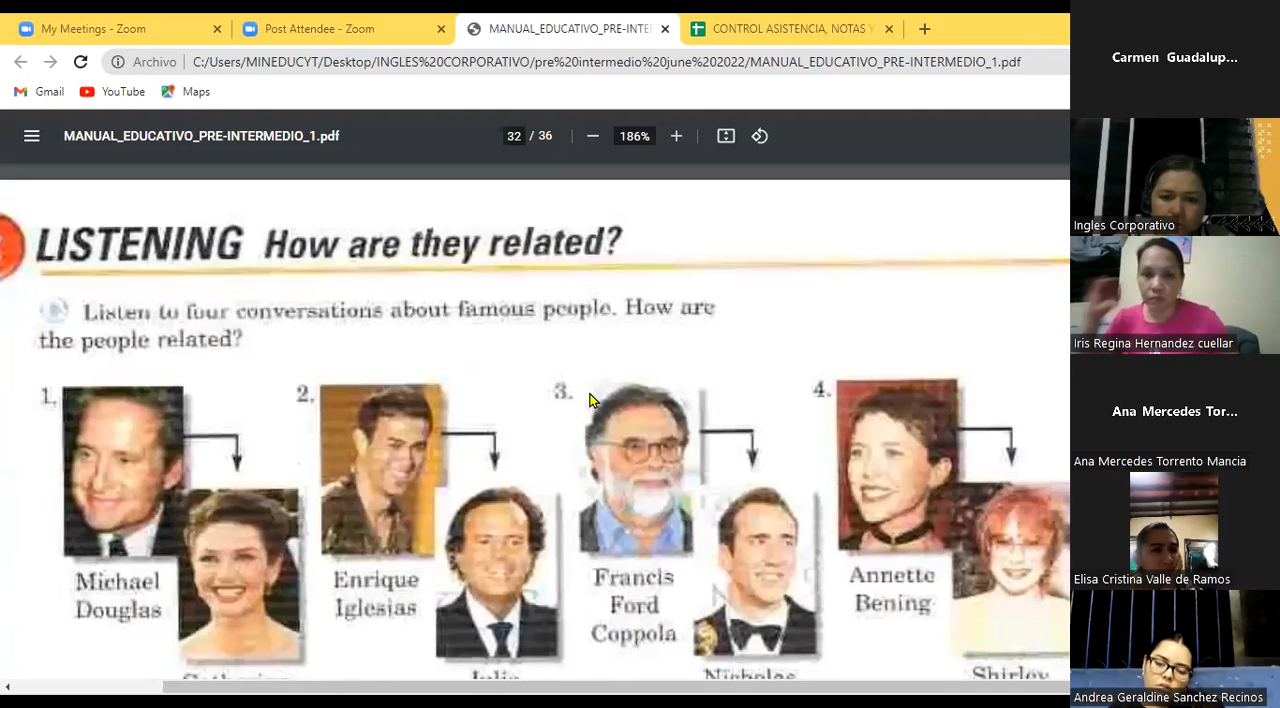 My Meetings - Zoom
Post Attendee - Zoom
MANUAL_EDUCATIVO_PRE-INTER
CONTROL ASISTENCIA, NOTAS Y
Archivo
C:/Users/MINEDUCYT/Desktop/INGLES%20CORPORATIVO/pre%20intermedio%20june%202022/MANUAL_EDUCATIVO_PRE-INTERMEDIO_1.pdf
Gmail
YouTube
Maps
MANUAL_EDUCATIVO_PRE-INTERMEDIO_1.pdf
32 / 36
186%
LISTENING How are they related?
Listen to four conversations about famous people. How are
the people related?
1.
2.
3.
4.
Michael
Douglas
Enrique
Iglesias
Francis
Ford
Coppola
Annette
Bening
Julio
Nicholas
Shirley
Carmen Guadalup...
Ingles Corporativo
Iris Regina Hernandez cuellar
Ana Mercedes Tor...
Ana Mercedes Torrento Mancia
Elisa Cristina Valle de Ramos
Andrea Geraldine Sanchez Recinos